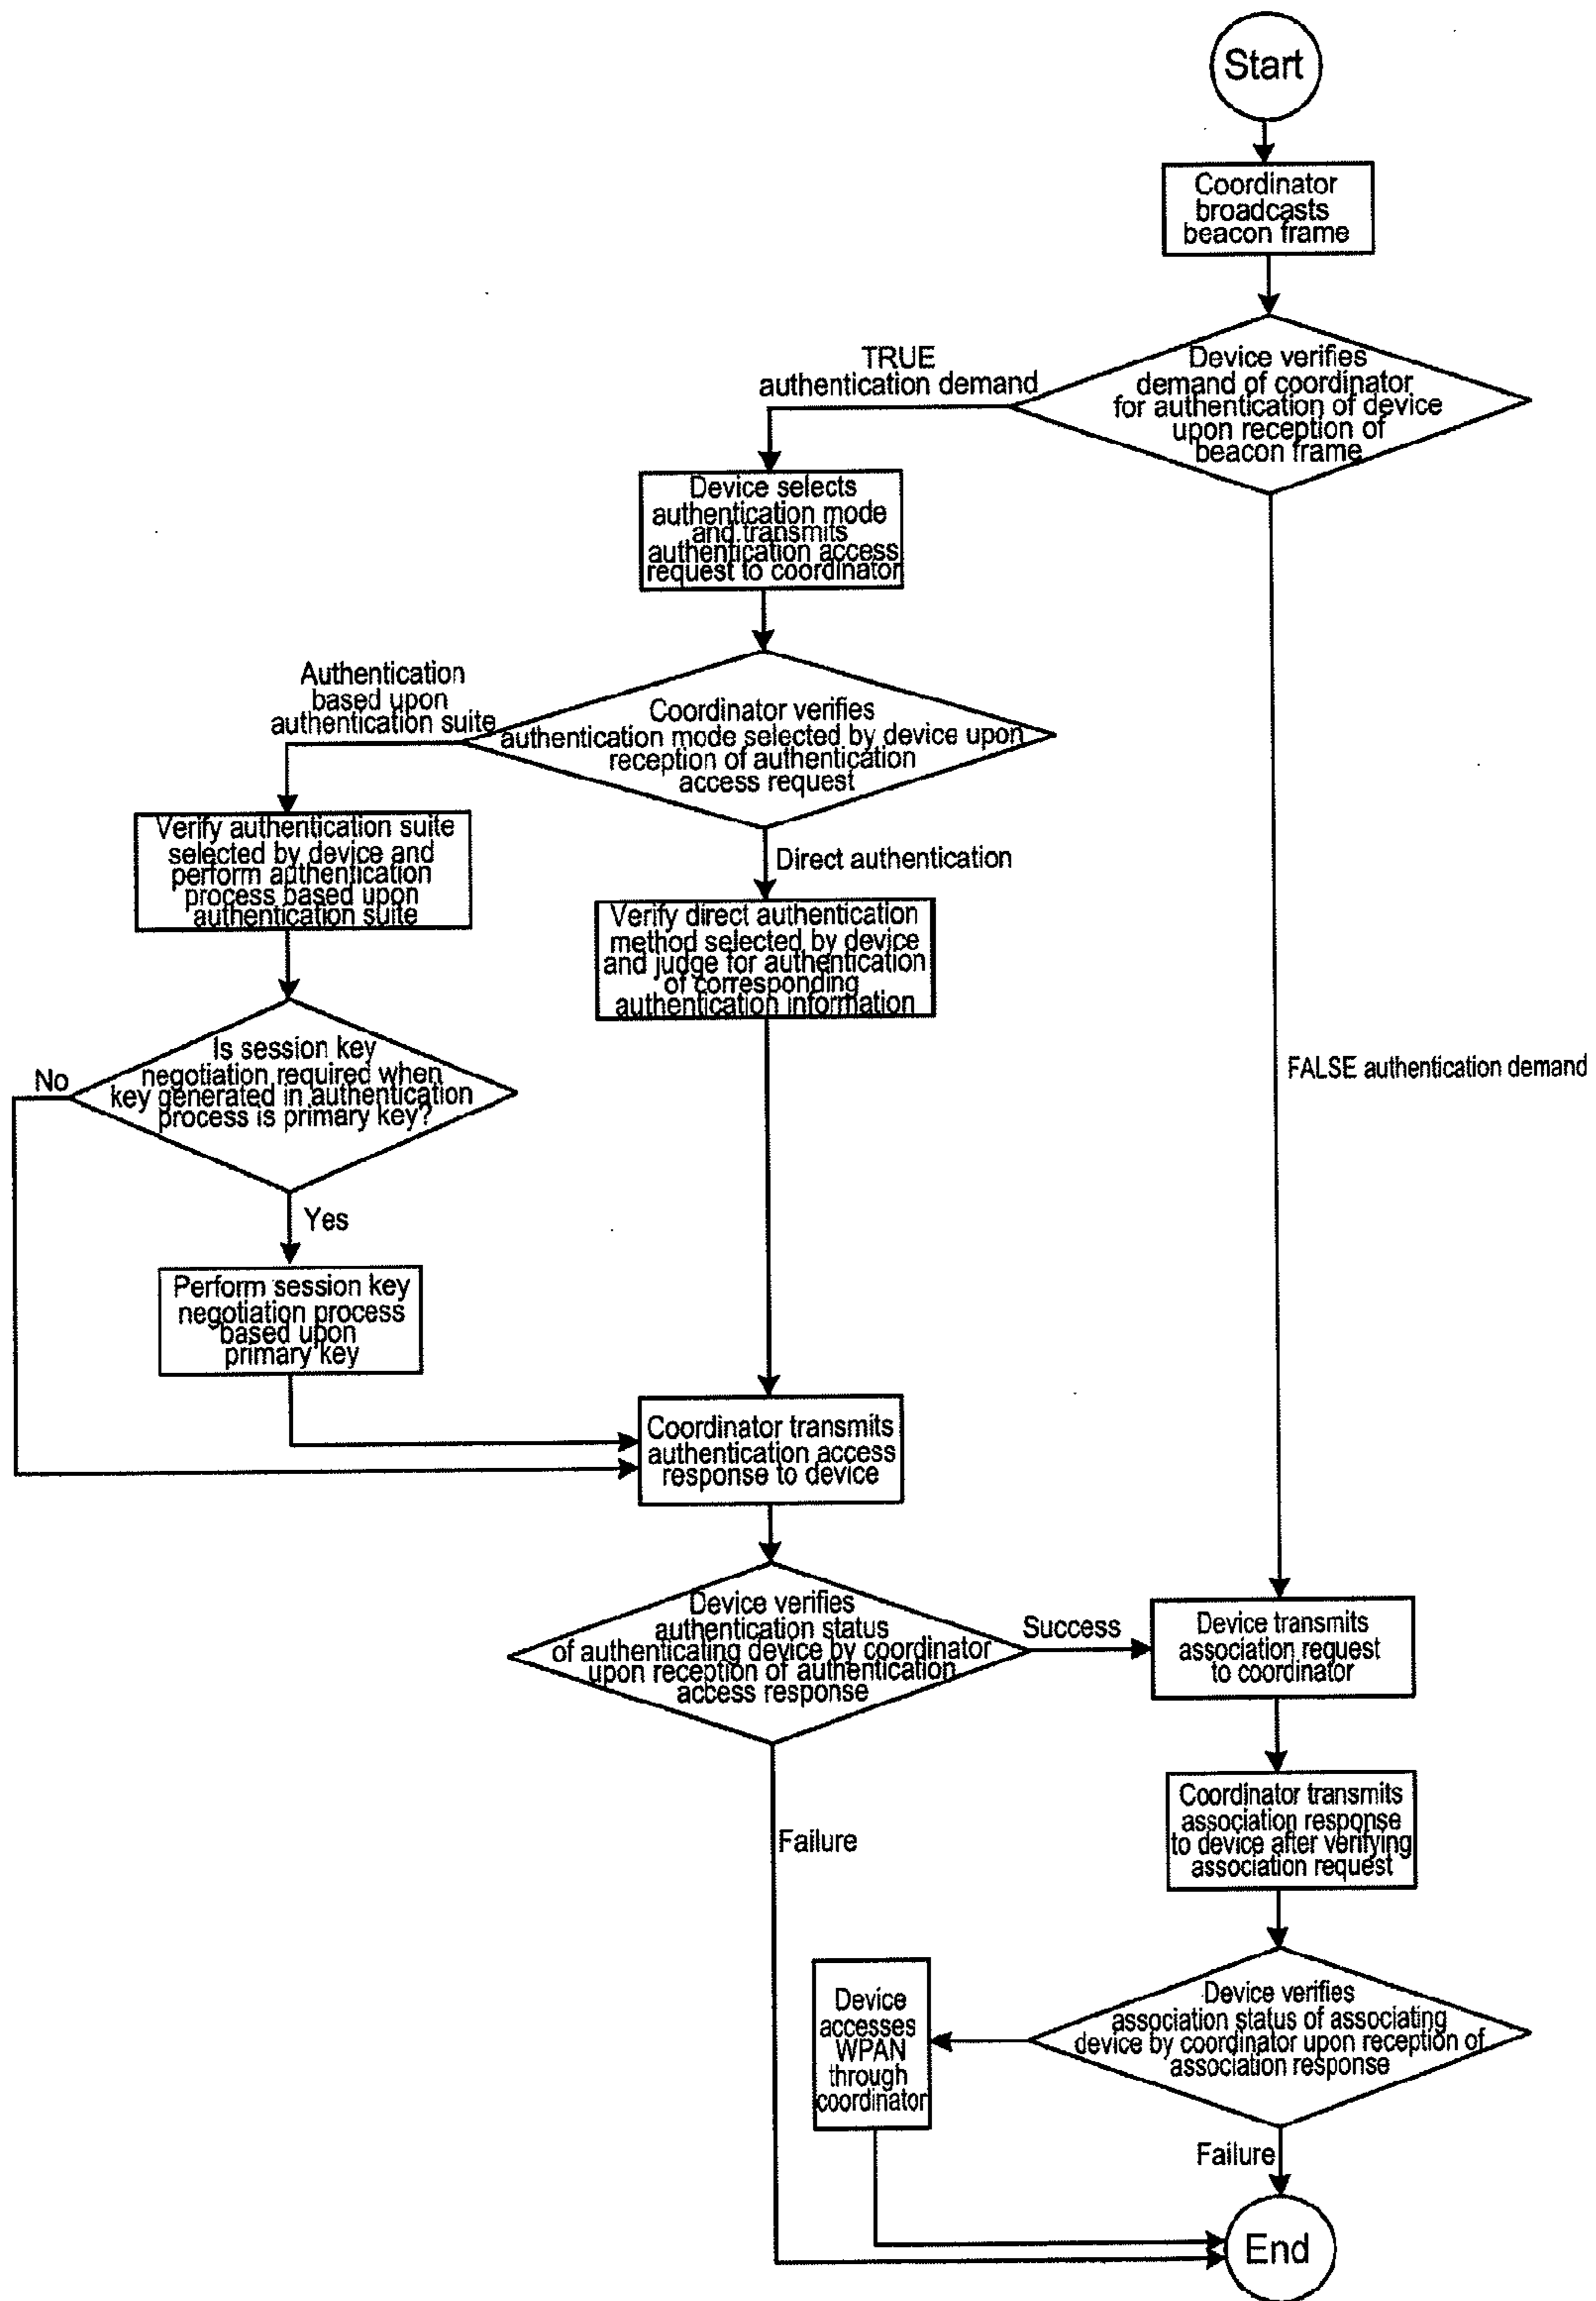 Start
Coordinator
broadcasts
beacon frame
Device verifies
demand of coordinator
for authentication of device
upon reception of
beacon frame
TRUE
authentication demand
Device selects
authentication mode
and transmits
authentication access
request to coordinator
Authentication
based upon
authentication suite
Coordinator verifies
authentication mode selected by device upon
reception of authentication
access request
Verify authentication suite
selected by device and
perform authentication
process based upon
authentication suite
Direct authentication
Verify direct authentication
method selected by device
and judge for authentication
of corresponding
authentication information
Is session key
negotiation required when
key generated in authentication
process is primary key?
No
FALSE authentication demand
Yes
Perform session key
negotiation process
based upon
primary key
Coordinator transmits
authentication access
response to device
Device verifies
authentication status
of authenticating device by coordinator
upon reception of authentication
access response
Success
Device transmits
association request
to coordinator
Coordinator transmits
association response
to device after verifying
association request
Failure
Device verifies
association status of associating
device by coordinator upon reception of
association response
Device
accesses
WPAN
through
coordinator
Failure
End